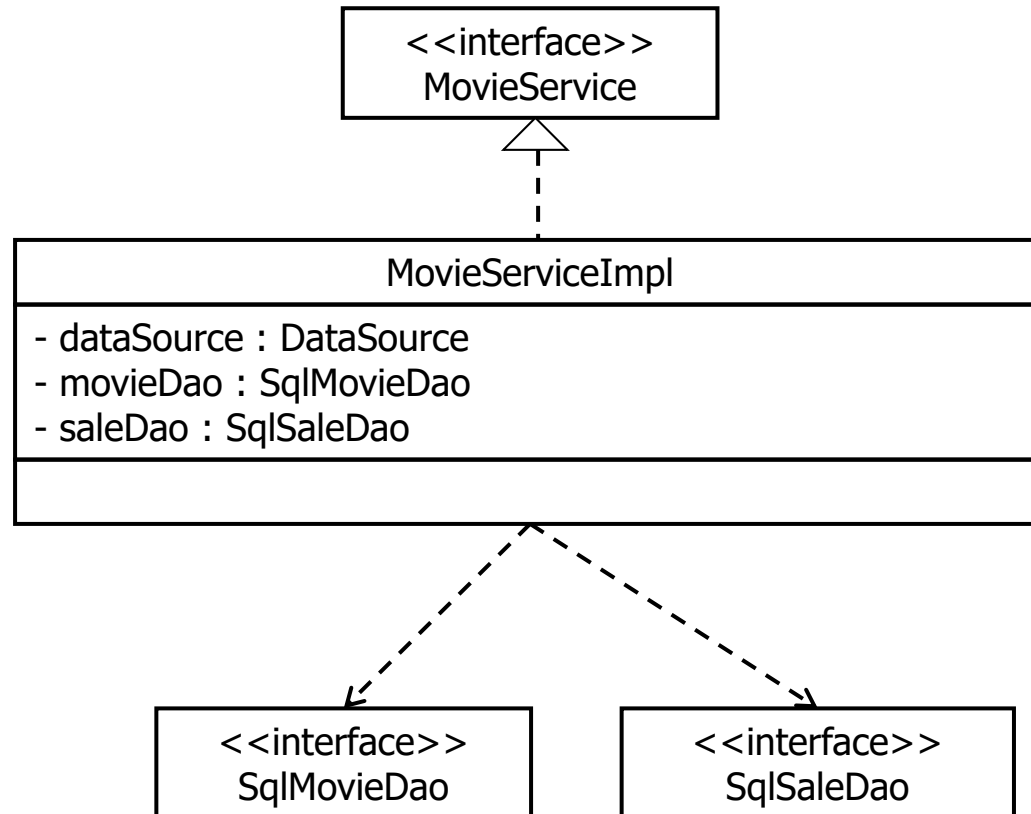 <<interface>>
MovieService
MovieServiceImpl
- dataSource : DataSource
- movieDao : SqlMovieDao
- saleDao : SqlSaleDao
<<interface>>
SqlMovieDao
<<interface>>
SqlSaleDao